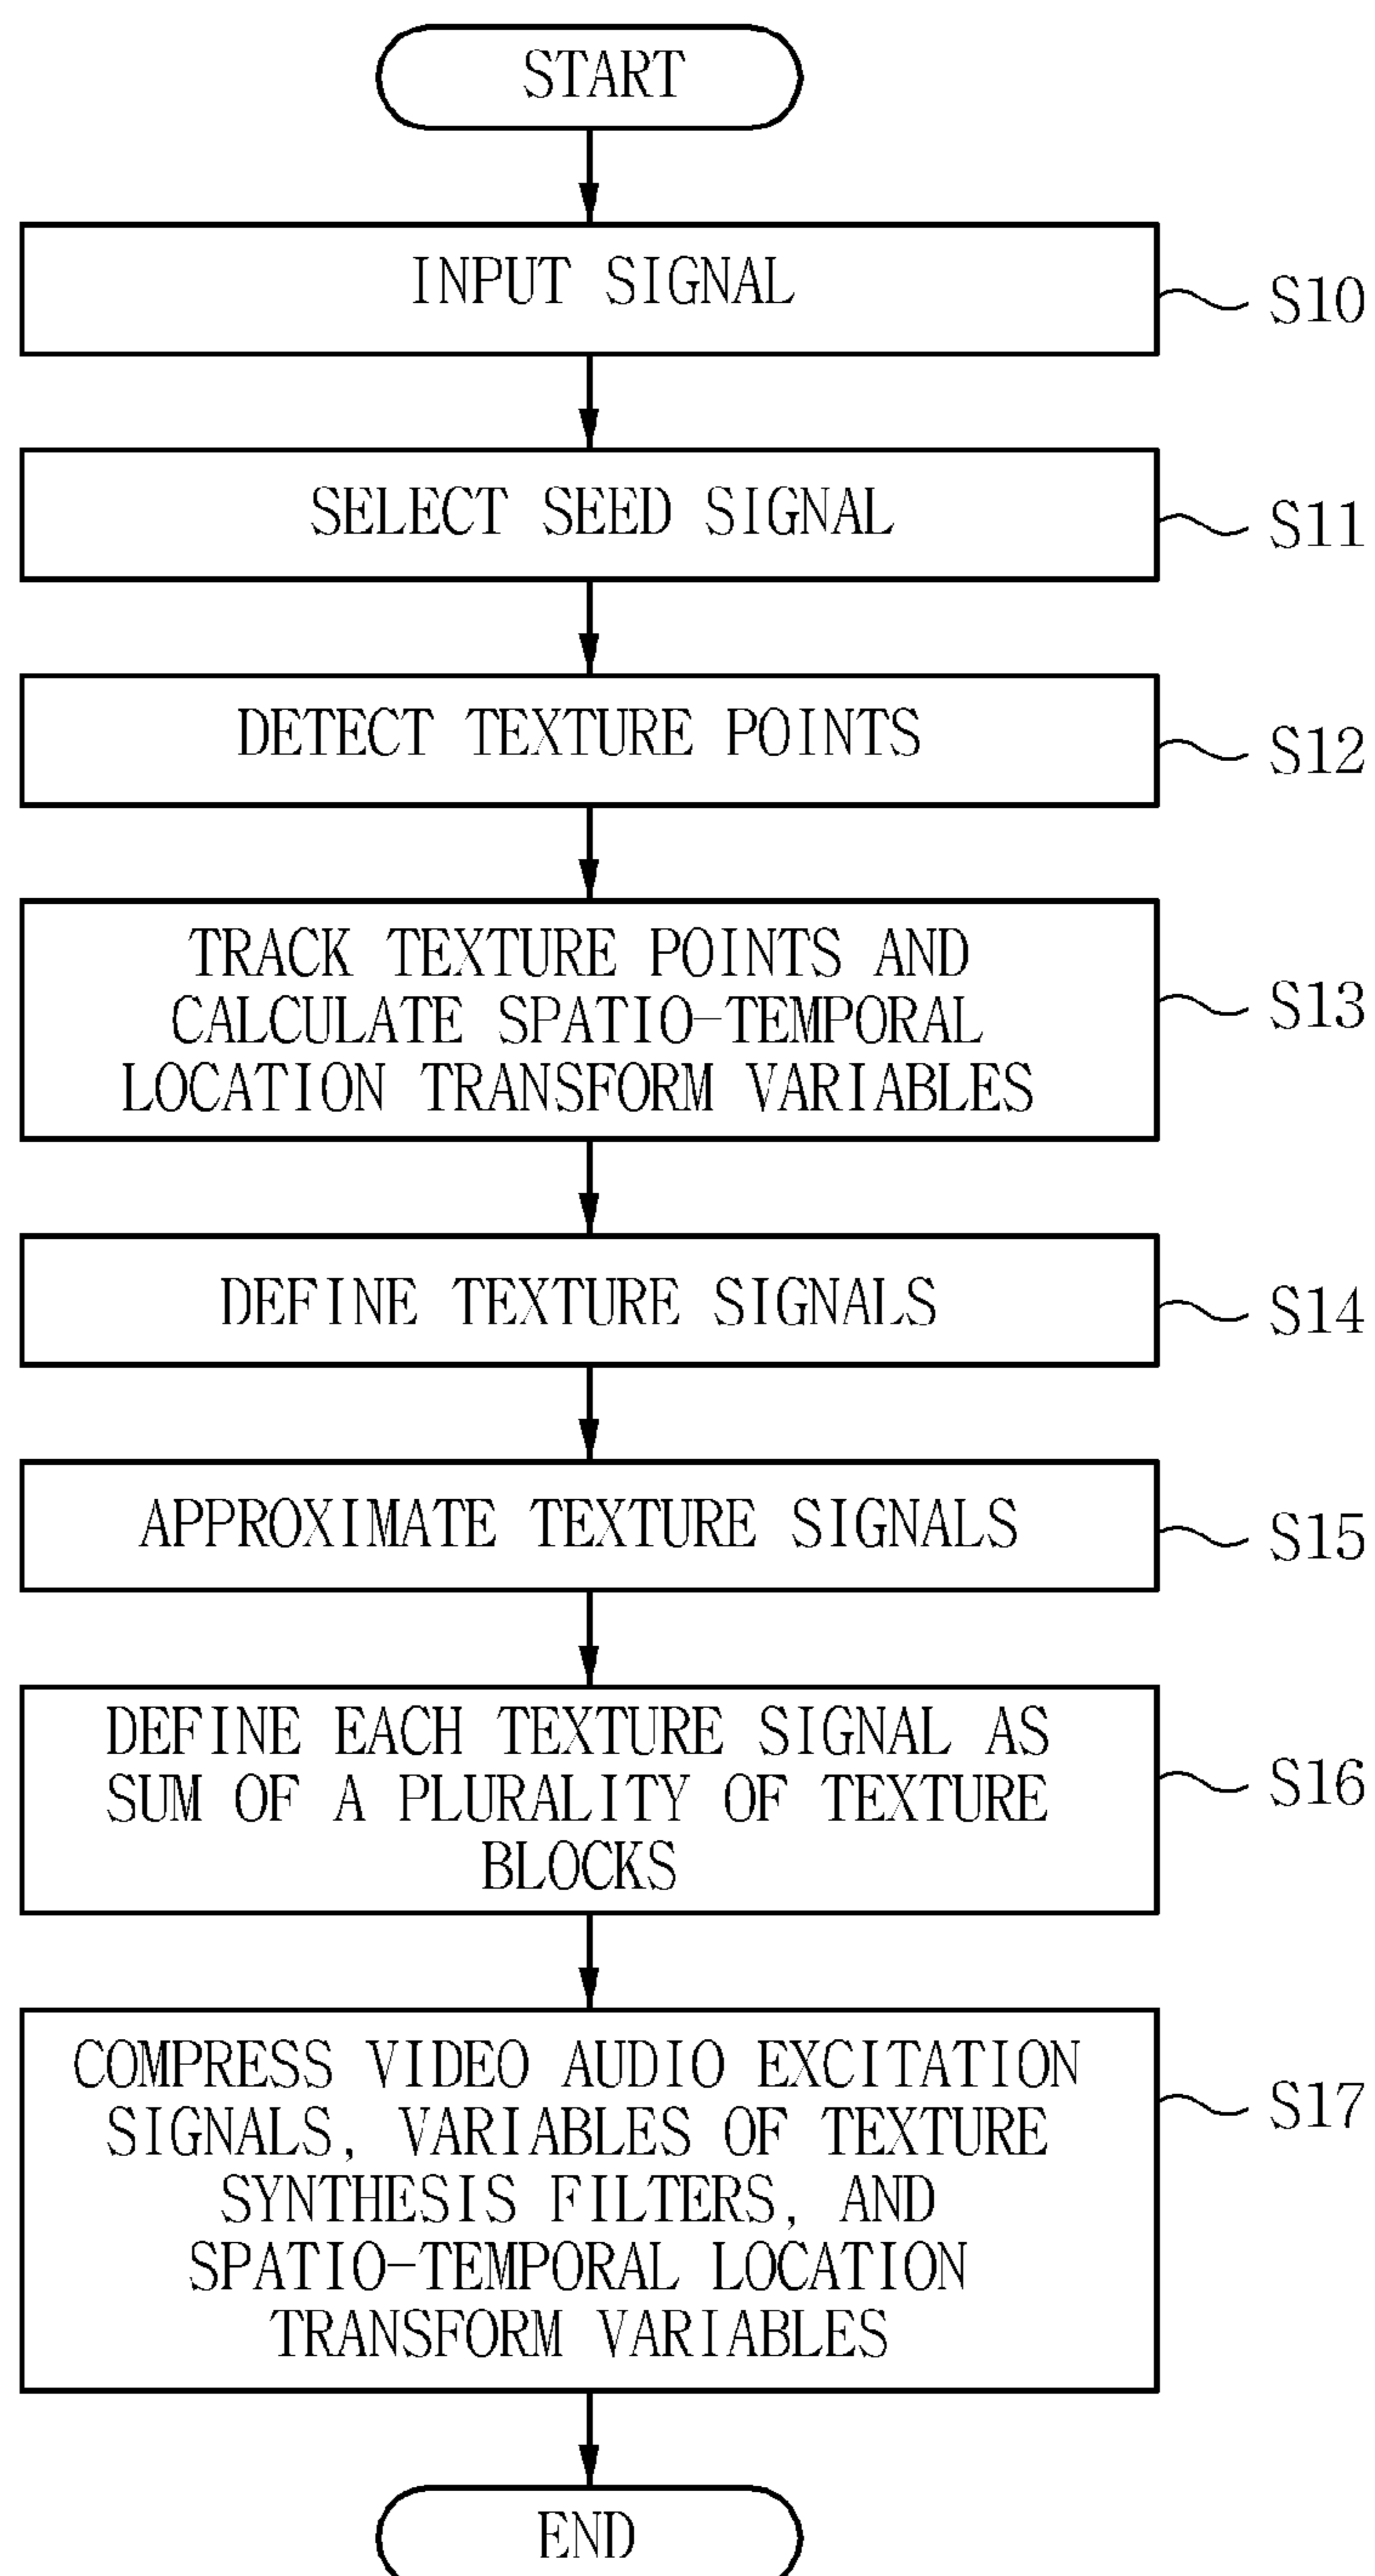 START
INPUT SIGNAL
S10
SELECT SEED SIGNAL
S11
DETECT TEXTURE POINTS
S12
TRACK TEXTURE POINTS AND
CALCULATE SPATIO-TEMPORAL
LOCATION TRANSFORM VARIABLES
S13
DEFINE TEXTURE SIGNALS
S14
APPROXIMATE TEXTURE SIGNALS
S15
DEFINE EACH TEXTURE SIGNAL AS
SUM OF A PLURALITY OF TEXTURE
BLOCKS
S16
COMPRESS VIDEO AUDIO EXCITATION
SIGNALS, VARIABLES OF TEXTURE
SYNTHESIS FILTERS, AND
SPATIO-TEMPORAL LOCATION
TRANSFORM VARIABLES
S17
END